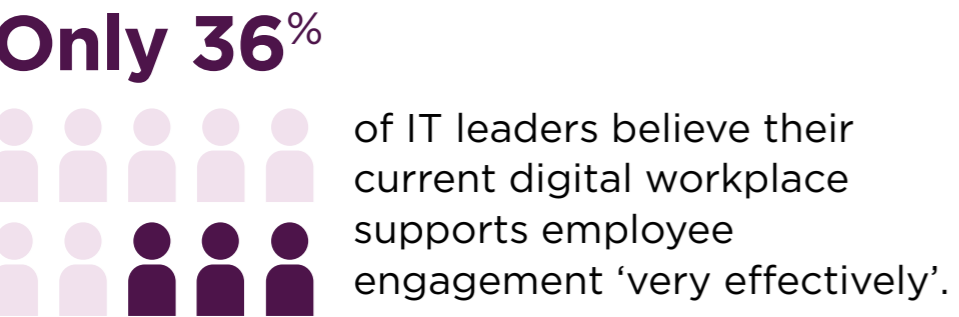 Only 36%
of IT leaders believe their
current digital workplace
supports employee
engagement ‘very effectively’.